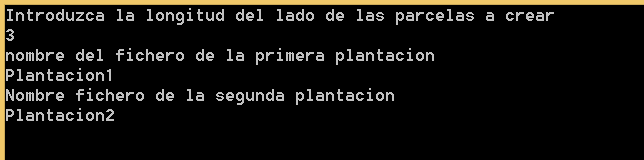 Introduzca la longitud del lado de las parcelas a crear
3
nombre del fichero de la primera plantacion
Plantacion1
Nombre fichero de la segunda plantacion
Plantacion2